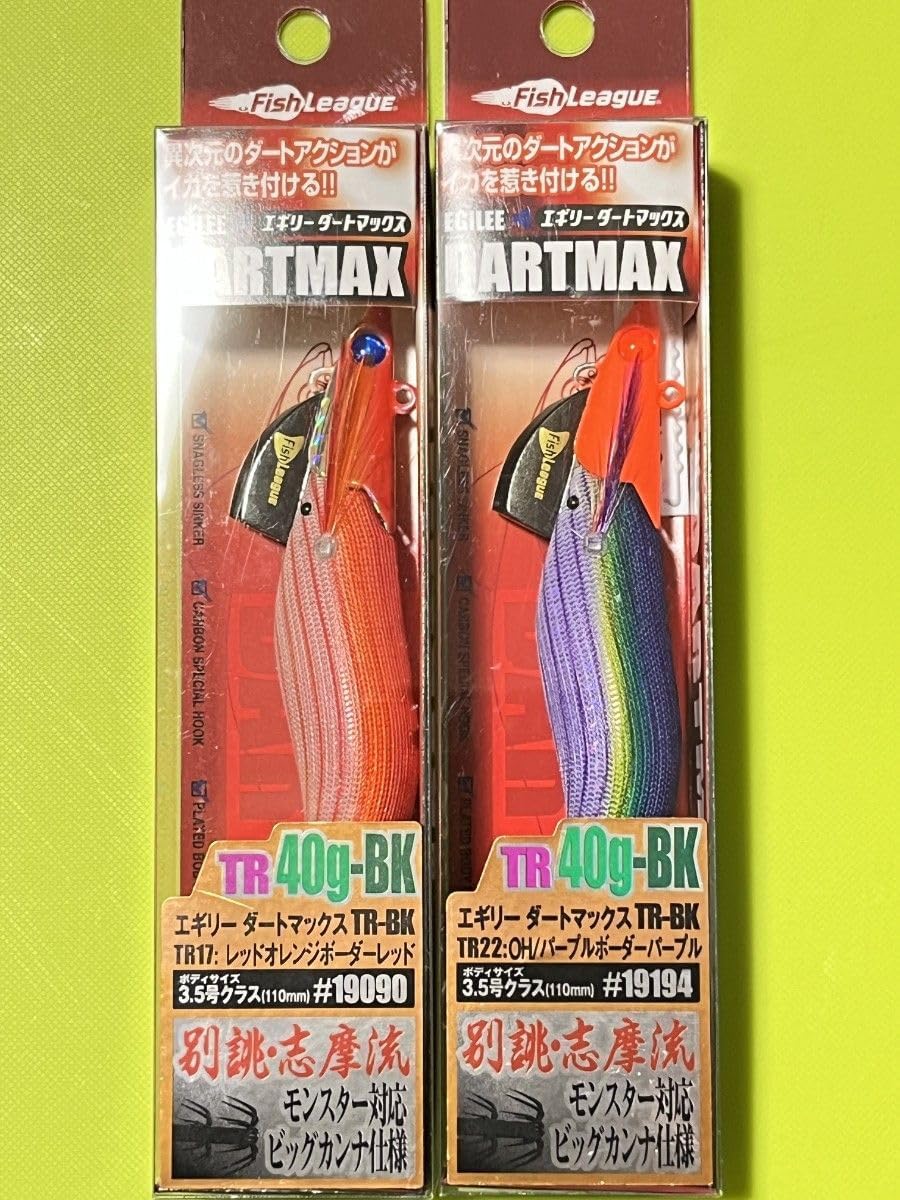 Fish League
異次元のダートアクションが
イカを惹き付ける!!
EGILEE エギリー ダートマックス
DARTMAX
Fish League
SNAGLESS SINKER
CARBON SPECIAL HOOK
TR 40g-BK
エギリー ダートマックス TR-BK
TR17: レッドオレンジボーダーレッド
ボディサイズ
3.5号クラス(110mm) #19090
別誂・志摩流
モンスター対応
ビッグカンナ仕様
Fish League
異次元のダートアクションが
イカを惹き付ける!!
EGILEE エギリー ダートマックス
DARTMAX
Fish League
SNAGLESS SINKER
CARBON SPECIAL HOOK
TR 40g-BK
エギリー ダートマックス TR-BK
TR22:OH/パープルボーダーパープル
ボディサイズ
3.5号クラス(110mm) #19194
別誂・志摩流
モンスター対応
ビッグカンナ仕様